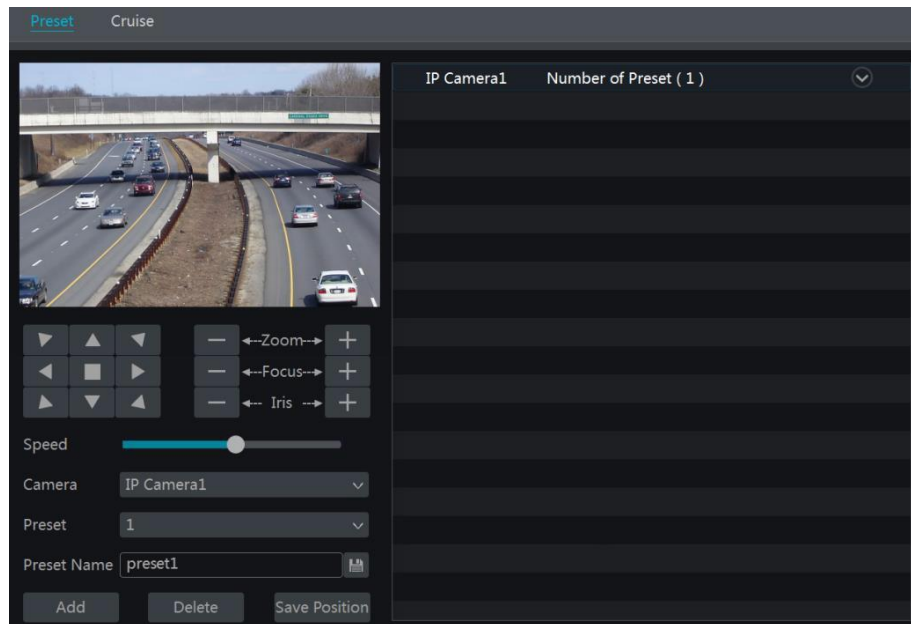 Preset Cruise
IP Camera1 Number of Preset ( 1 )
Zoom
Focus
Iris
Speed
Camera IP Camera1
Preset 1
Preset Name preset1
Add Delete Save Position